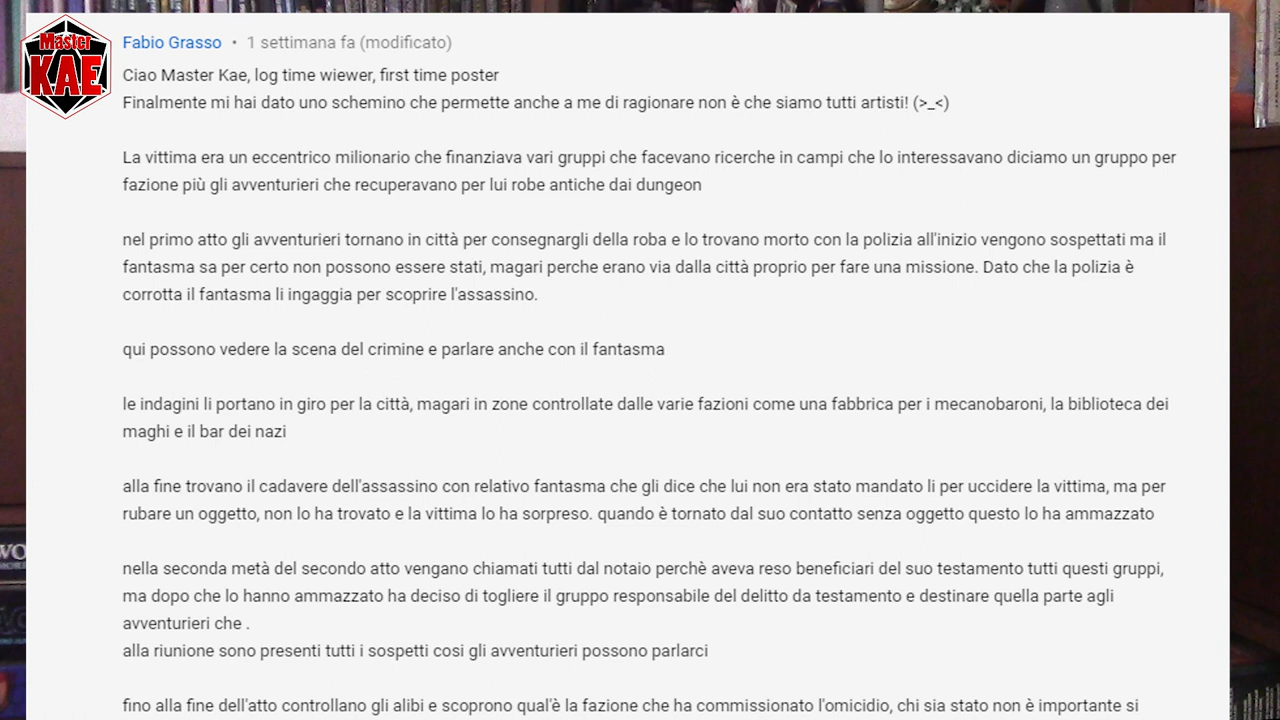 Master
KAE
Fabio Grasso • 1 settimana fa (modificato)
Ciao Master Kae, log time wiewer, first time poster
Finalmente mi hai dato uno schemino che permette anche a me di ragionare non è che siamo tutti artisti! (>_<)
La vittima era un eccentrico milionario che finanziava vari gruppi che facevano ricerche in campi che lo interessavano diciamo un gruppo per
fazione più gli avventurieri che recuperavano per lui robe antiche dai dungeon
nel primo atto gli avventurieri tornano in città per consegnargli della roba e lo trovano morto con la polizia all'inizio vengono sospettati ma il
fantasma sa per certo non possono essere stati, magari perche erano via dalla città proprio per fare una missione. Dato che la polizia è
corrotta il fantasma li ingaggia per scoprire l'assassino.
qui possono vedere la scena del crimine e parlare anche con il fantasma
le indagini li portano in giro per la città, magari in zone controllate dalle varie fazioni come una fabbrica per i mecanobaroni, la biblioteca dei
maghi e il bar dei nazi
alla fine trovano il cadavere dell'assassino con relativo fantasma che gli dice che lui non era stato mandato li per uccidere la vittima, ma per
rubare un oggetto, non lo ha trovato e la vittima lo ha sorpreso. quando è tornato dal suo contatto senza oggetto questo lo ha ammazzato
nella seconda metà del secondo atto vengano chiamati tutti dal notaio perchè aveva reso beneficiari del suo testamento tutti questi gruppi,
ma dopo che lo hanno ammazzato ha deciso di togliere il gruppo responsabile del delitto da testamento e destinare quella parte agli
avventurieri che .
alla riunione sono presenti tutti i sospetti cosi gli avventurieri possono parlarci
fino alla fine dell'atto controllano gli alibi e scoprono qual'è la fazione che ha commissionato l'omicidio, chi sia stato non è importante si